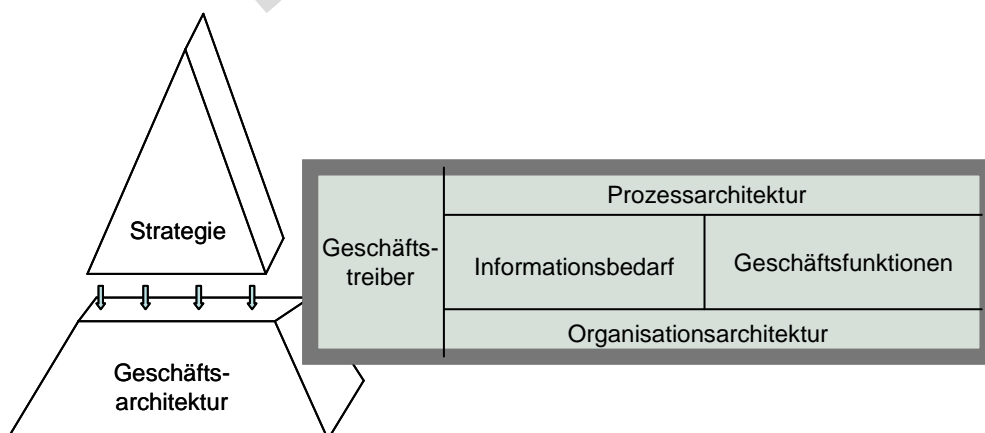 Strategie
Geschäfts-
architektur
Geschäfts-
treiber
Prozessarchitektur
Informationsbedarf
Geschäftsfunktionen
Organisationsarchitektur